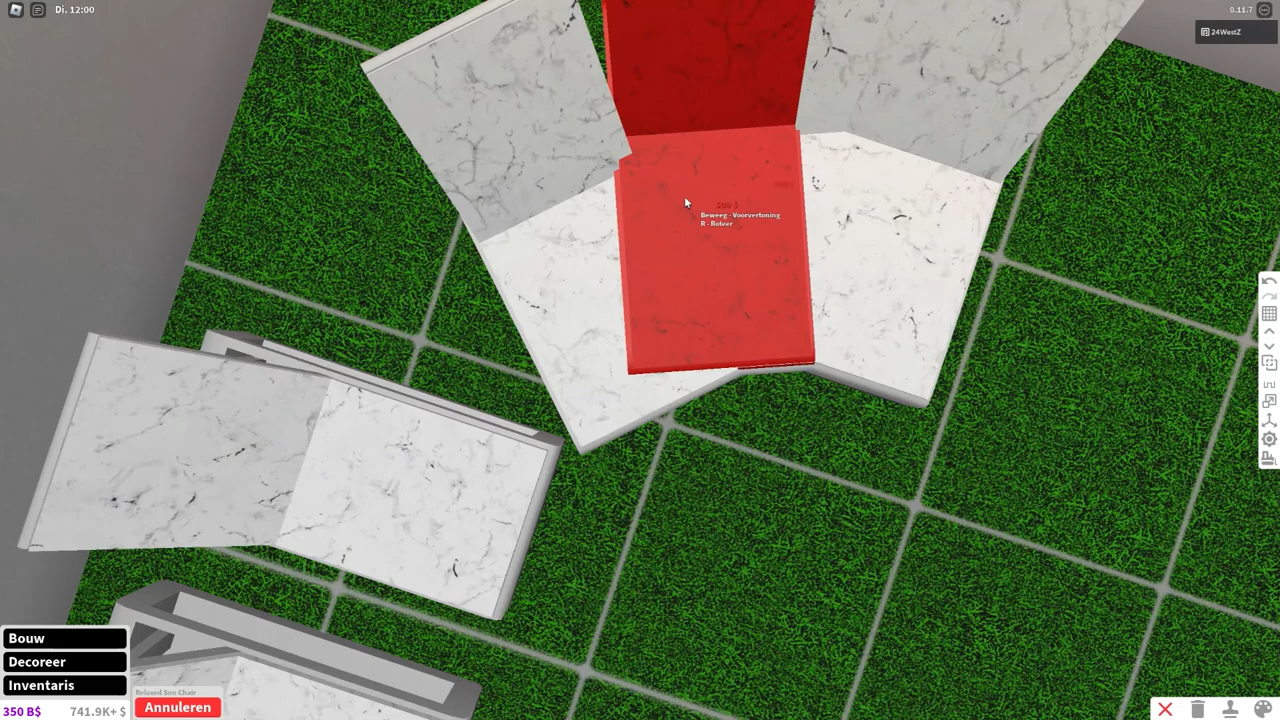 Di. 12:00
0.11.7
24WestZ
500 $
Beweeg - Voorvertoning
R - Roteer
Bouw
Decoreer
Inventaris
350 B$
741.9K+ $
Relaxed Sun Chair
Annuleren